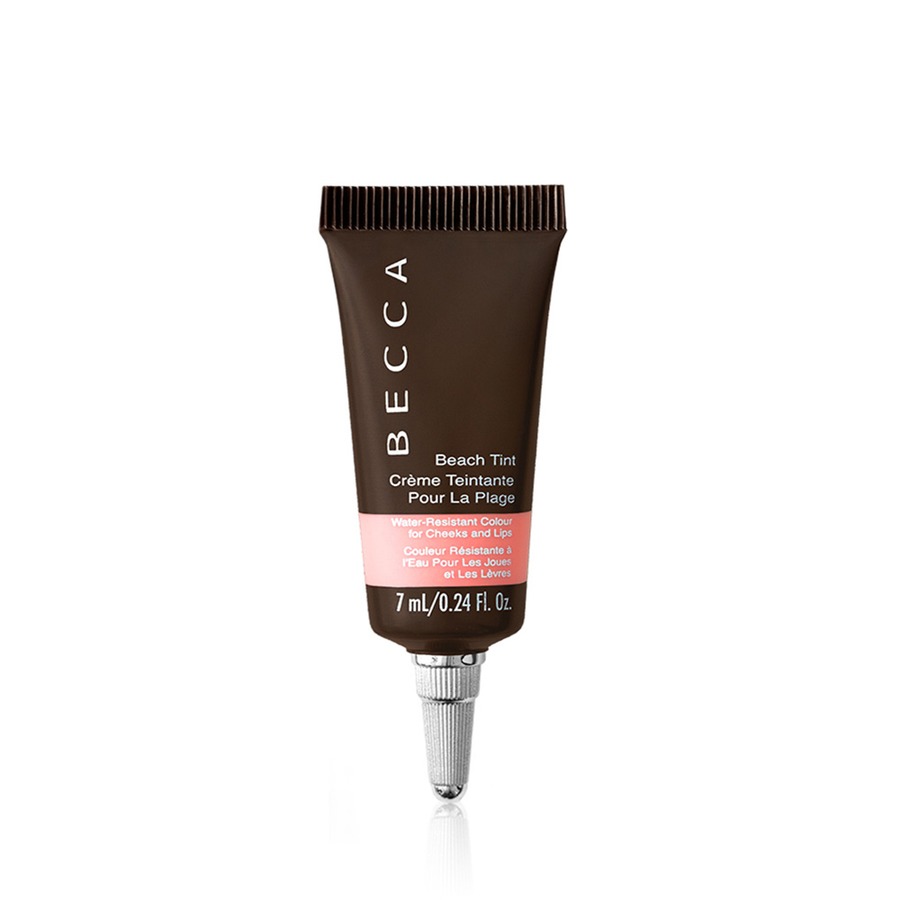 BECCA
Beach Tint
Crème Teintante
Pour La Plage
Water-Resistant Colour
for Cheeks and Lips
Couleur Résistante à
l'Eau Pour Les Joues
et Les Lèvres
7 mL/0.24 Fl. Oz.